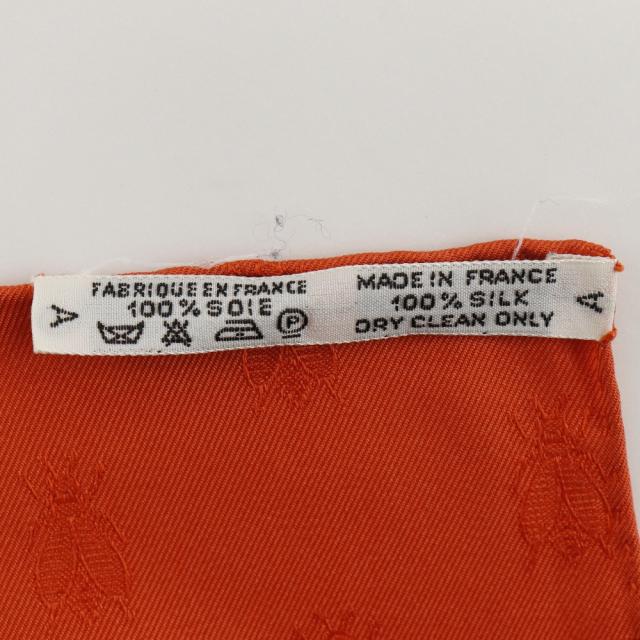 A
FABRIQUE EN FRANCE
100% SOIE
P
MADE IN FRANCE
100% SILK
DRY CLEAN ONLY
A